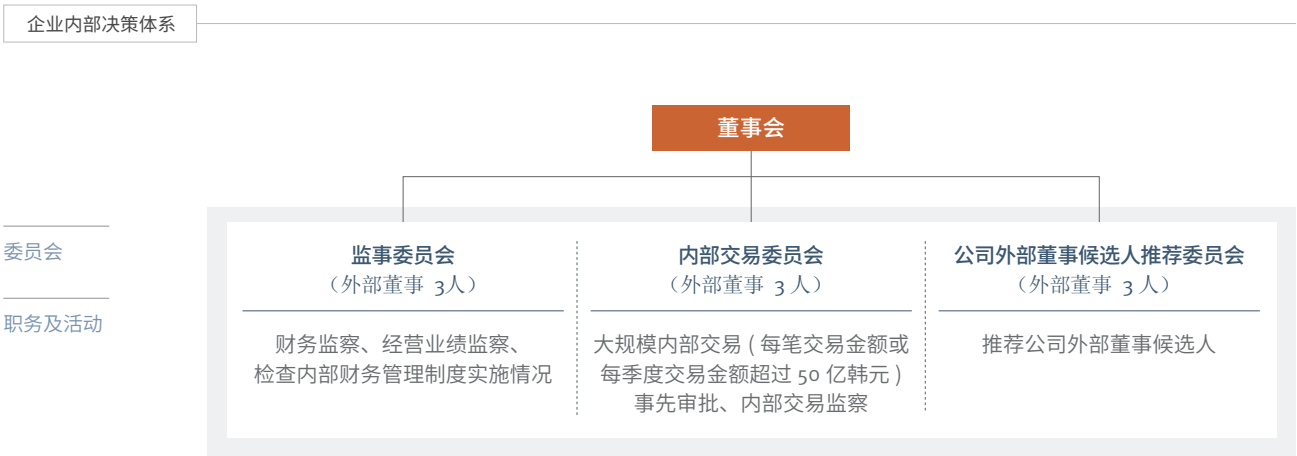 企业内部决策体系
董事会
委员会
监事委员会
（外部董事 3人）
内部交易委员会
（外部董事 3 人）
公司外部董事候选人推荐委员会
（外部董事 3 人）
职务及活动
财务监察、经营业绩监察、
检查内部财务管理制度实施情况
大规模内部交易 ( 每笔交易金额或
每季度交易金额超过 50 亿韩元 )
事先审批、内部交易监察
推荐公司外部董事候选人